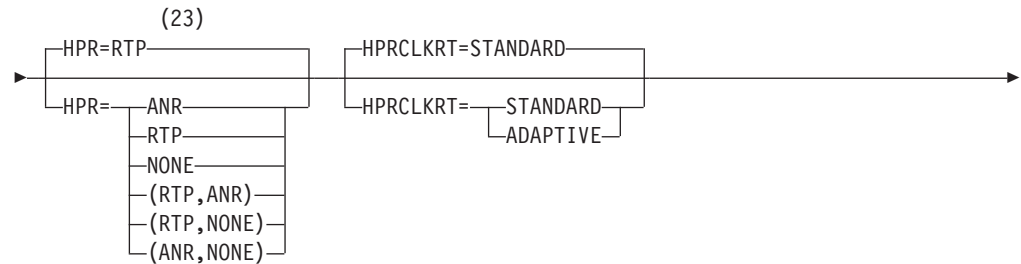 (23)
HPR=RTP HPRCLKRT=STANDARD
HPR= ANR HPRCLKRT= STANDARD
RTP ADAPTIVE
NONE
(RTP,ANR)
(RTP,NONE)
(ANR,NONE)